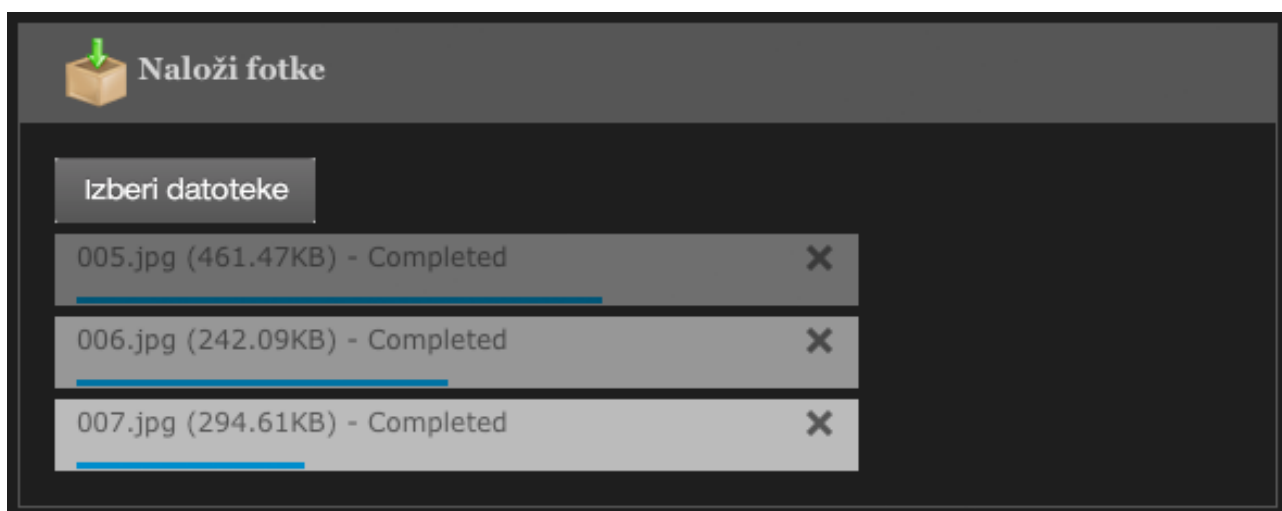 Naloži fotke
Izberi datoteke
005.jpg (461.47KB) - Completed
006.jpg (242.09KB) - Completed
007.jpg (294.61KB) - Completed